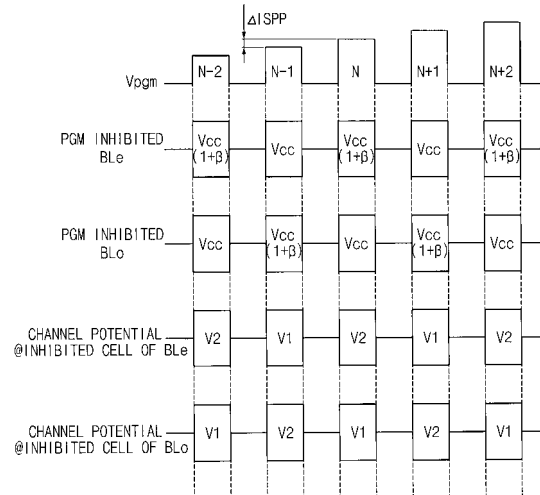 ΔISPP
Vpgm N-2 N-1 N N+1 N+2
PGM INHIBITED
BLe
Vcc
(1+β)
Vcc
Vcc
(1+β)
Vcc
Vcc
(1+β)
PGM INHIBITED
BLo
Vcc
Vcc
(1+β)
Vcc
Vcc
(1+β)
Vcc
CHANNEL POTENTIAL
@INHIBITED CELL OF BLe
V2 V1 V2 V1 V2
CHANNEL POTENTIAL
@INHIBITED CELL OF BLo
V1 V2 V1 V2 V1